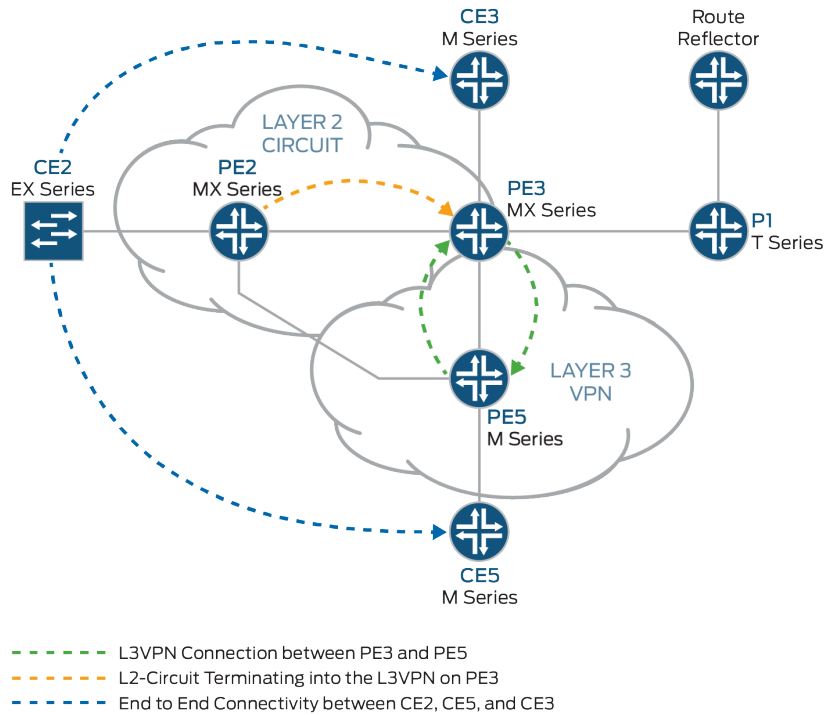 CE3
M Series
Route
Reflector
LAYER 2
CIRCUIT
CE2
EX Series
PE2
MX Series
PE3
MX Series
P1
T Series
LAYER 3
VPN
PE5
M Series
CE5
M Series
L3VPN Connection between PE3 and PE5
L2-Circuit Terminating into the L3VPN on PE3
End to End Connectivity between CE2, CE5, and CE3